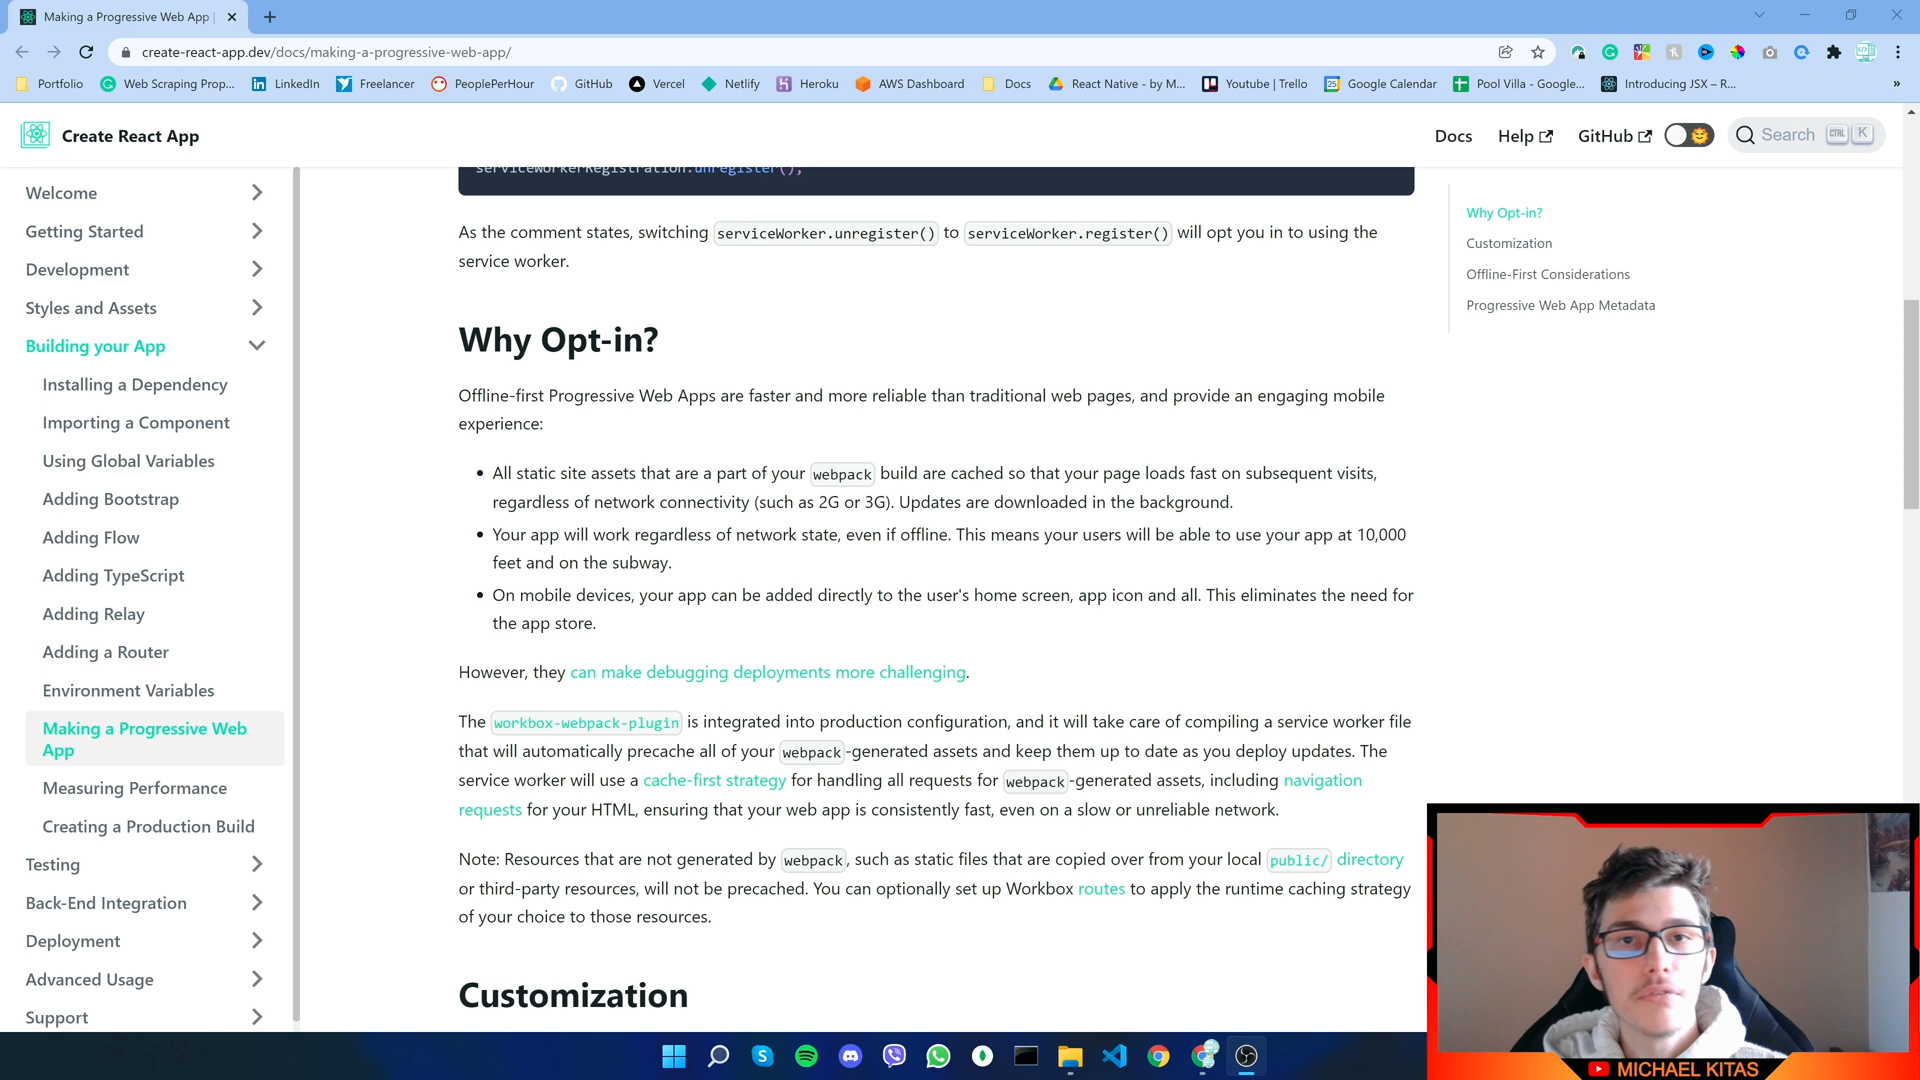 Making a Progressive Web App |
create-react-app.dev/docs/making-a-progressive-web-app/
Portfolio
Web Scraping Prop...
LinkedIn
Freelancer
PeoplePerHour
GitHub
Vercel
Netlify
Heroku
AWS Dashboard
Docs
React Native - by M...
Youtube | Trello
Google Calendar
Pool Villa - Google...
Introducing JSX – R...
»
Create React App
Docs
Help
GitHub
Search
CTRL K
Welcome
Getting Started
Development
Styles and Assets
Building your App
Installing a Dependency
Importing a Component
Using Global Variables
Adding Bootstrap
Adding Flow
Adding TypeScript
Adding Relay
Adding a Router
Environment Variables
Making a Progressive Web
App
Measuring Performance
Creating a Production Build
Testing
Back-End Integration
Deployment
Advanced Usage
Support
serviceWorkerRegistration.unregister();
As the comment states, switching serviceWorker.unregister() to serviceWorker.register() will opt you in to using the
service worker.
Why Opt-in?
Offline-first Progressive Web Apps are faster and more reliable than traditional web pages, and provide an engaging mobile
experience:
All static site assets that are a part of your webpack build are cached so that your page loads fast on subsequent visits,
regardless of network connectivity (such as 2G or 3G). Updates are downloaded in the background.
Your app will work regardless of network state, even if offline. This means your users will be able to use your app at 10,000
feet and on the subway.
On mobile devices, your app can be added directly to the user's home screen, app icon and all. This eliminates the need for
the app store.
However, they can make debugging deployments more challenging.
The workbox-webpack-plugin is integrated into production configuration, and it will take care of compiling a service worker file
that will automatically precache all of your webpack-generated assets and keep them up to date as you deploy updates. The
service worker will use a cache-first strategy for handling all requests for webpack-generated assets, including navigation
requests for your HTML, ensuring that your web app is consistently fast, even on a slow or unreliable network.
Note: Resources that are not generated by webpack, such as static files that are copied over from your local public/ directory
or third-party resources, will not be precached. You can optionally set up Workbox routes to apply the runtime caching strategy
of your choice to those resources.
Customization
Why Opt-in?
Customization
Offline-First Considerations
Progressive Web App Metadata
MICHAEL KITAS